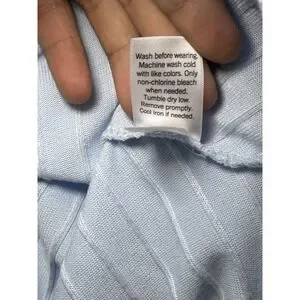 Wash before wearing.
Machine wash cold
with like colors. Only
non-chlorine bleach
when needed.
Tumble dry low.
Remove promptly.
Cool iron if needed.